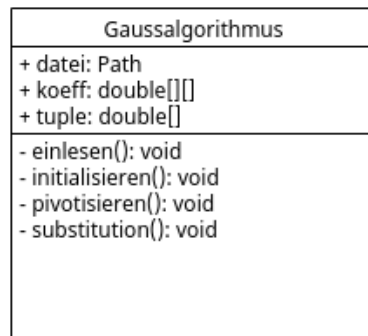 Gaussalgorithmus
+ datei: Path
+ koeff: double[][]
+ tuple: double[]
- einlesen(): void
- initialisieren(): void
- pivotisieren(): void
- substitution(): void